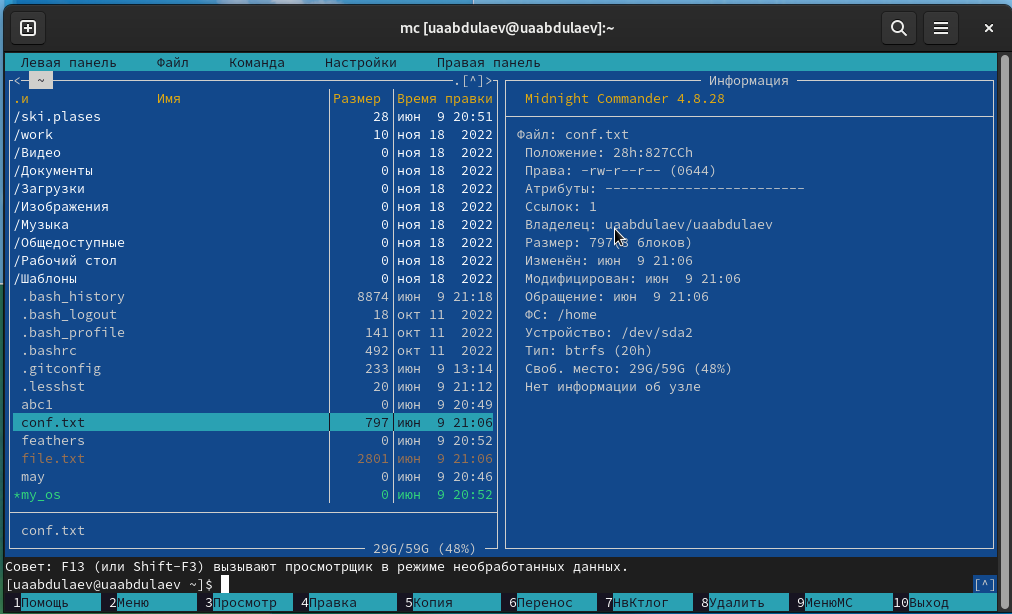 mc [uaabdulaev@uaabdulaev]:~
Левая панель Файл Команда Настройки Правая панель
<─ ~ .[^]>
.и Имя Размер Время правки
/ski.plases 28 июн 9 20:51
/work 10 ноя 18 2022
/Видео 0 ноя 18 2022
/Документы 0 ноя 18 2022
/Загрузки 0 ноя 18 2022
/Изображения 0 ноя 18 2022
/Музыка 0 ноя 18 2022
/Общедоступные 0 ноя 18 2022
/Рабочий стол 0 ноя 18 2022
/Шаблоны 0 ноя 18 2022
.bash_history 8874 июн 9 21:18
.bash_logout 18 окт 11 2022
.bash_profile 141 окт 11 2022
.bashrc 492 окт 11 2022
.gitconfig 233 июн 9 13:14
.lesshst 20 июн 9 21:12
abc1 0 июн 9 20:49
conf.txt 797 июн 9 21:06
feathers 0 июн 9 20:52
file.txt 2801 июн 9 21:06
may 0 июн 9 20:46
*my_os 0 июн 9 20:52
conf.txt
29G/59G (48%)
Информация
Midnight Commander 4.8.28
Файл: conf.txt
Положение: 28h:827CCh
Права: -rw-r--r-- (0644)
Атрибуты: -------------------------
Ссылок: 1
Владелец: uaabdulaev/uaabdulaev
Размер: 797 блоков)
Изменён: июн 9 21:06
Модифицирован: июн 9 21:06
Обращение: июн 9 21:06
ФС: /home
Устройство: /dev/sda2
Тип: btrfs (20h)
Своб. место: 29G/59G (48%)
Нет информации об узле
Совет: F13 (или Shift-F3) вызывают просмотрщик в режиме необработанных данных.
[uaabdulaev@uaabdulaev ~]$ [^]
1Помощь 2Меню 3Просмотр 4Правка 5Копия 6Перенос 7НвКтлог 8Удалить 9МенюMC 10Выход